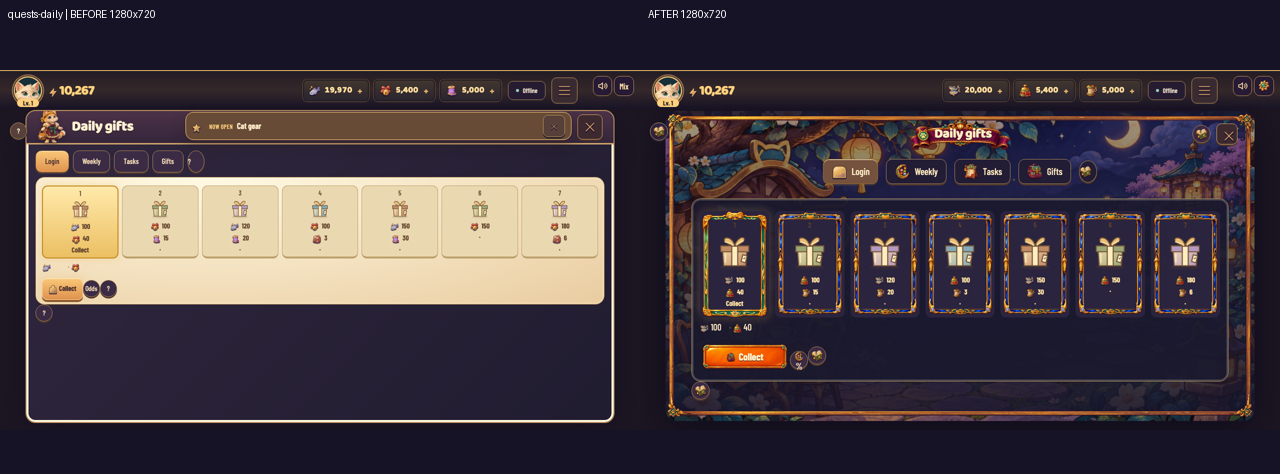 quests-daily | BEFORE 1280x720
AFTER 1280x720
10,267
19,970 +
5,400 +
5,000 +
Offline
Mix
Lv. 1
?
Daily gifts
NOW OPEN Cat gear
Login
Weekly
Tasks
Gifts
?
1
2
3
4
5
6
7
100
100
120
100
150
150
180
40
15
20
3
30
6
Collect
Collect
Odds
?
?
10,267
20,000 +
5,400 +
5,000 +
Offline
Lv. 1
Daily gifts
Login
Weekly
Tasks
Gifts
100
100
120
100
150
150
180
40
15
20
3
30
6
Collect
100
40
Collect
%